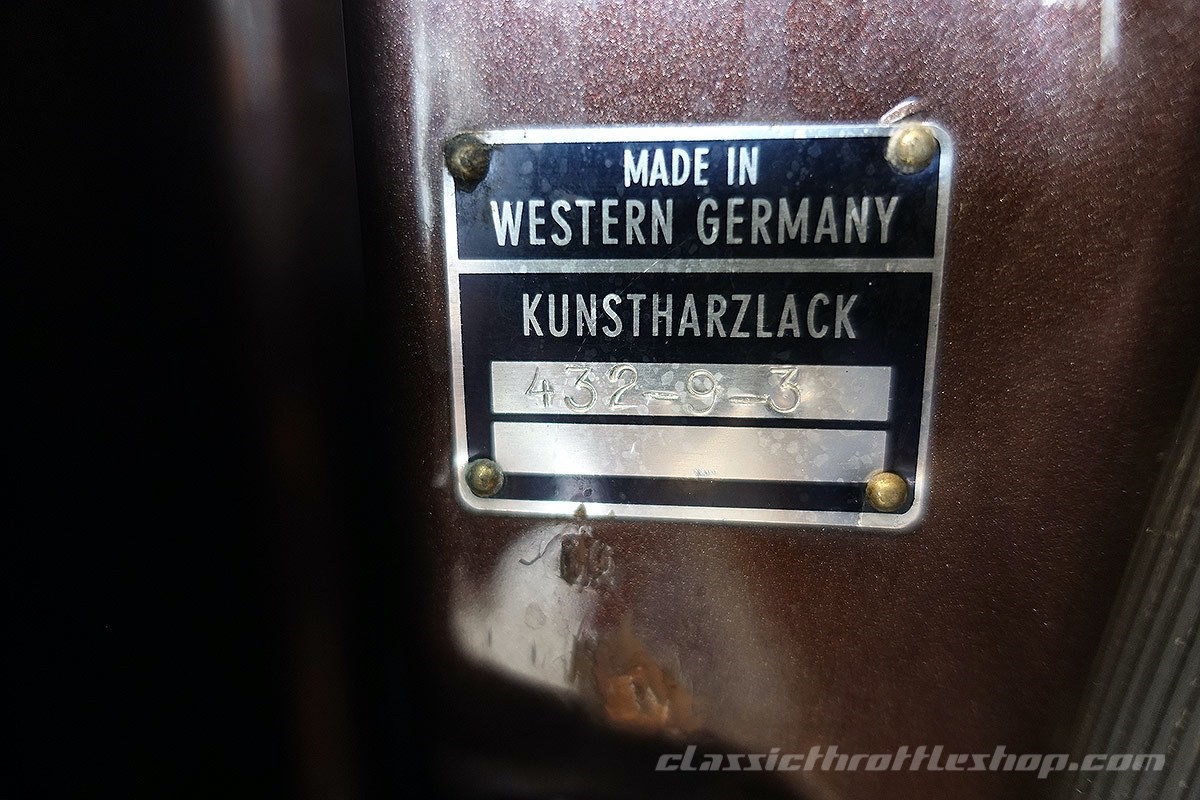 MADE IN
WESTERN GERMANY
KUNSTHARZLACK
432-9-3
classicthrottleshop.com